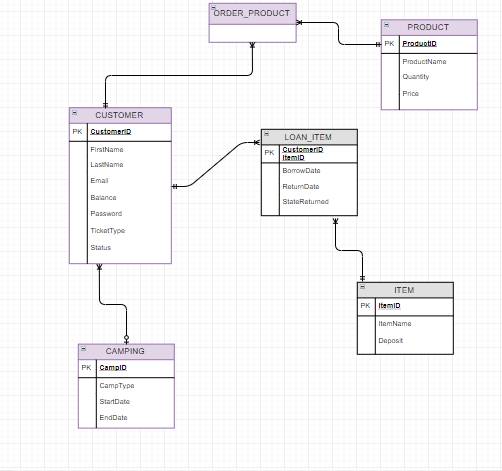 ORDER_PRODUCT
PRODUCT
PK ProductID
ProductName
Quantity
Price
CUSTOMER
PK CustomerID
FirstName
LastName
Email
Balance
Password
TicketType
Status
LOAN_ITEM
PK CustomerID
ItemID
BorrowDate
ReturnDate
StateReturned
ITEM
PK ItemID
ItemName
Deposit
CAMPING
PK CampID
CampType
StartDate
EndDate